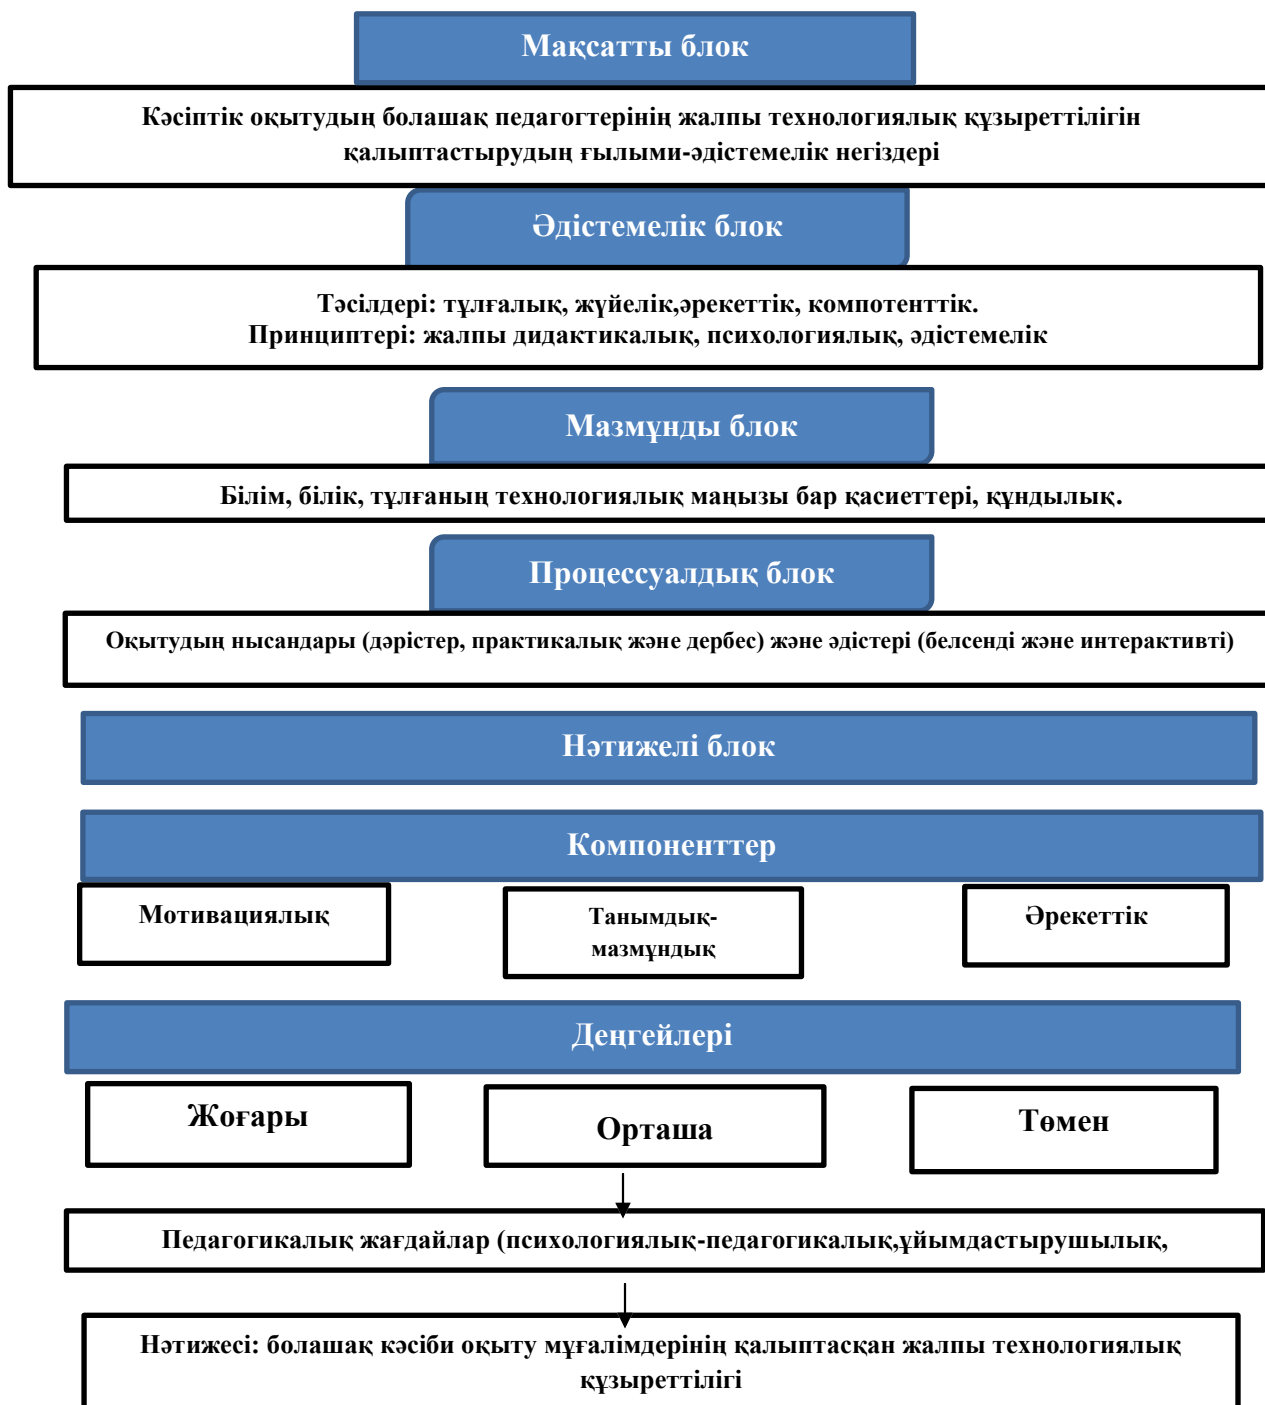 Мақсатты блок
Кәсіптік оқытудың болашақ педагогтерінің жалпы технологиялық құзыреттілігін
қалыптастырудың ғылыми-әдістемелік негіздері
Әдістемелік блок
Тәсілдері: тұлғалық, жүйелік,әрекеттік, компотенттік.
Принциптері: жалпы дидактикалық, психологиялық, әдістемелік
Мазмұнды блок
Білім, білік, тұлғаның технологиялық маңызы бар қасиеттері, құндылық.
Процессуалдық блок
Оқытудың нысандары (дәрістер, практикалық және дербес) және әдістері (белсенді және интерактивті)
Нәтижелі блок
Компоненттер
Мотивациялық
Танымдық-
мазмұндық
Әрекеттік
Деңгейлері
Жоғары
Орташа
Төмен
Педагогикалық жағдайлар (психологиялық-педагогикалық,ұйымдастырушылық,
Нәтижесі: болашақ кәсіби оқыту мұғалімдерінің қалыптасқан жалпы технологиялық
құзыреттілігі